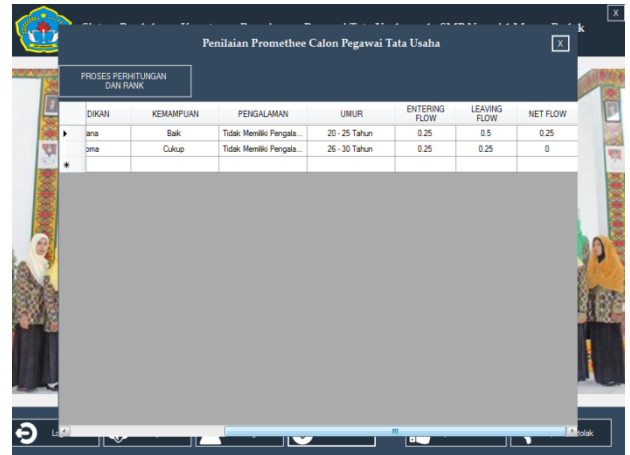 X
k
Penilaian Promethee Calon Pegawai Tata Usaha
X
PROSES PERHITUNGAN
DAN RANK
DIKAN KEMAMPUAN PENGALAMAN UMUR ENTERING FLOW LEAVING FLOW NET FLOW
ana Baik Tidak Memiliki Pengala... 20 - 25 Tahun 0.25 0.5 0.25
oma Cukup Tidak Memiliki Pengala... 26 - 30 Tahun 0.25 0.25 0
tolak